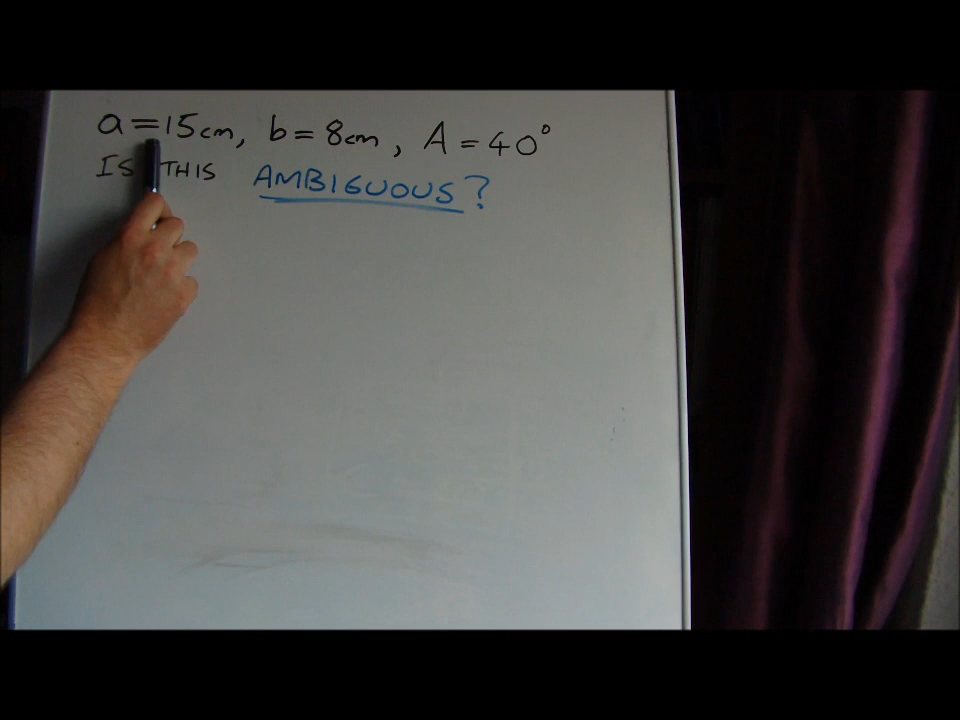 a = 15cm, b = 8cm, A = 40°
IS THIS AMBIGUOUS?